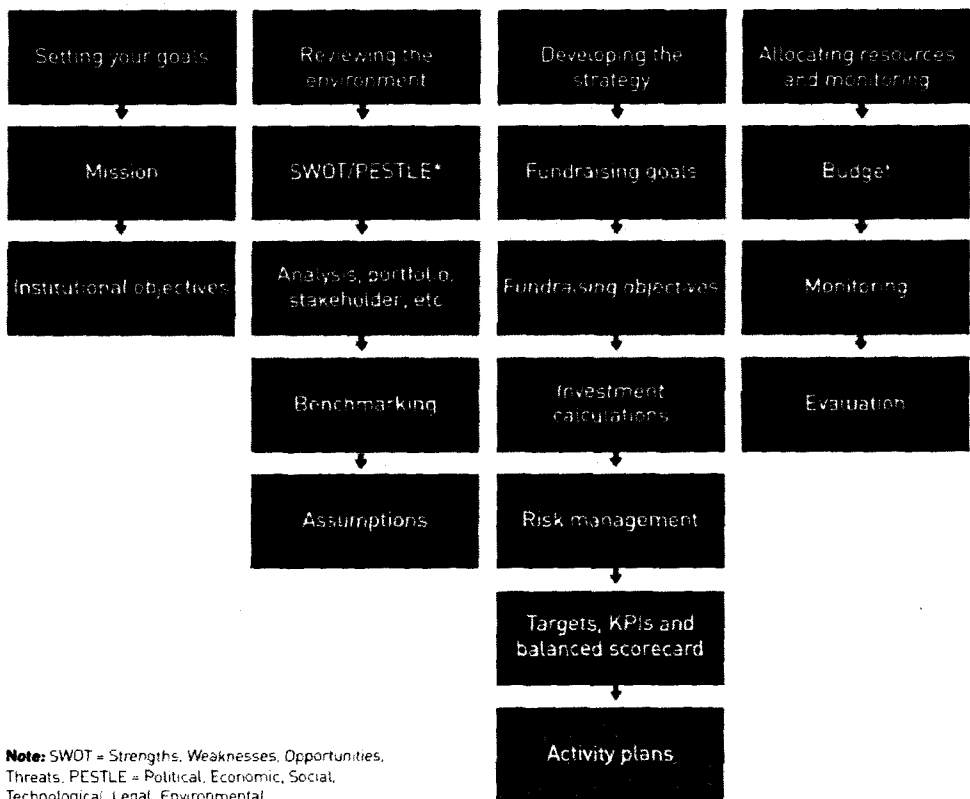 Setting your goals
Mission
Institutional objectives
Reviewing the
environment
SWOT/PESTLE*
Analysis, portfolio,
stakeholder, etc
Benchmarking
Assumptions
Developing the
strategy
Fundraising goals
Fundraising objectives
Investment
calculations
Risk management
Targets, KPIs and
balanced scorecard
Activity plans
Allocating resources
and monitoring
Budget
Monitoring
Evaluation
Note: SWOT = Strengths, Weaknesses, Opportunities,
Threats, PESTLE = Political, Economic, Social,
Technological, Legal, Environmental